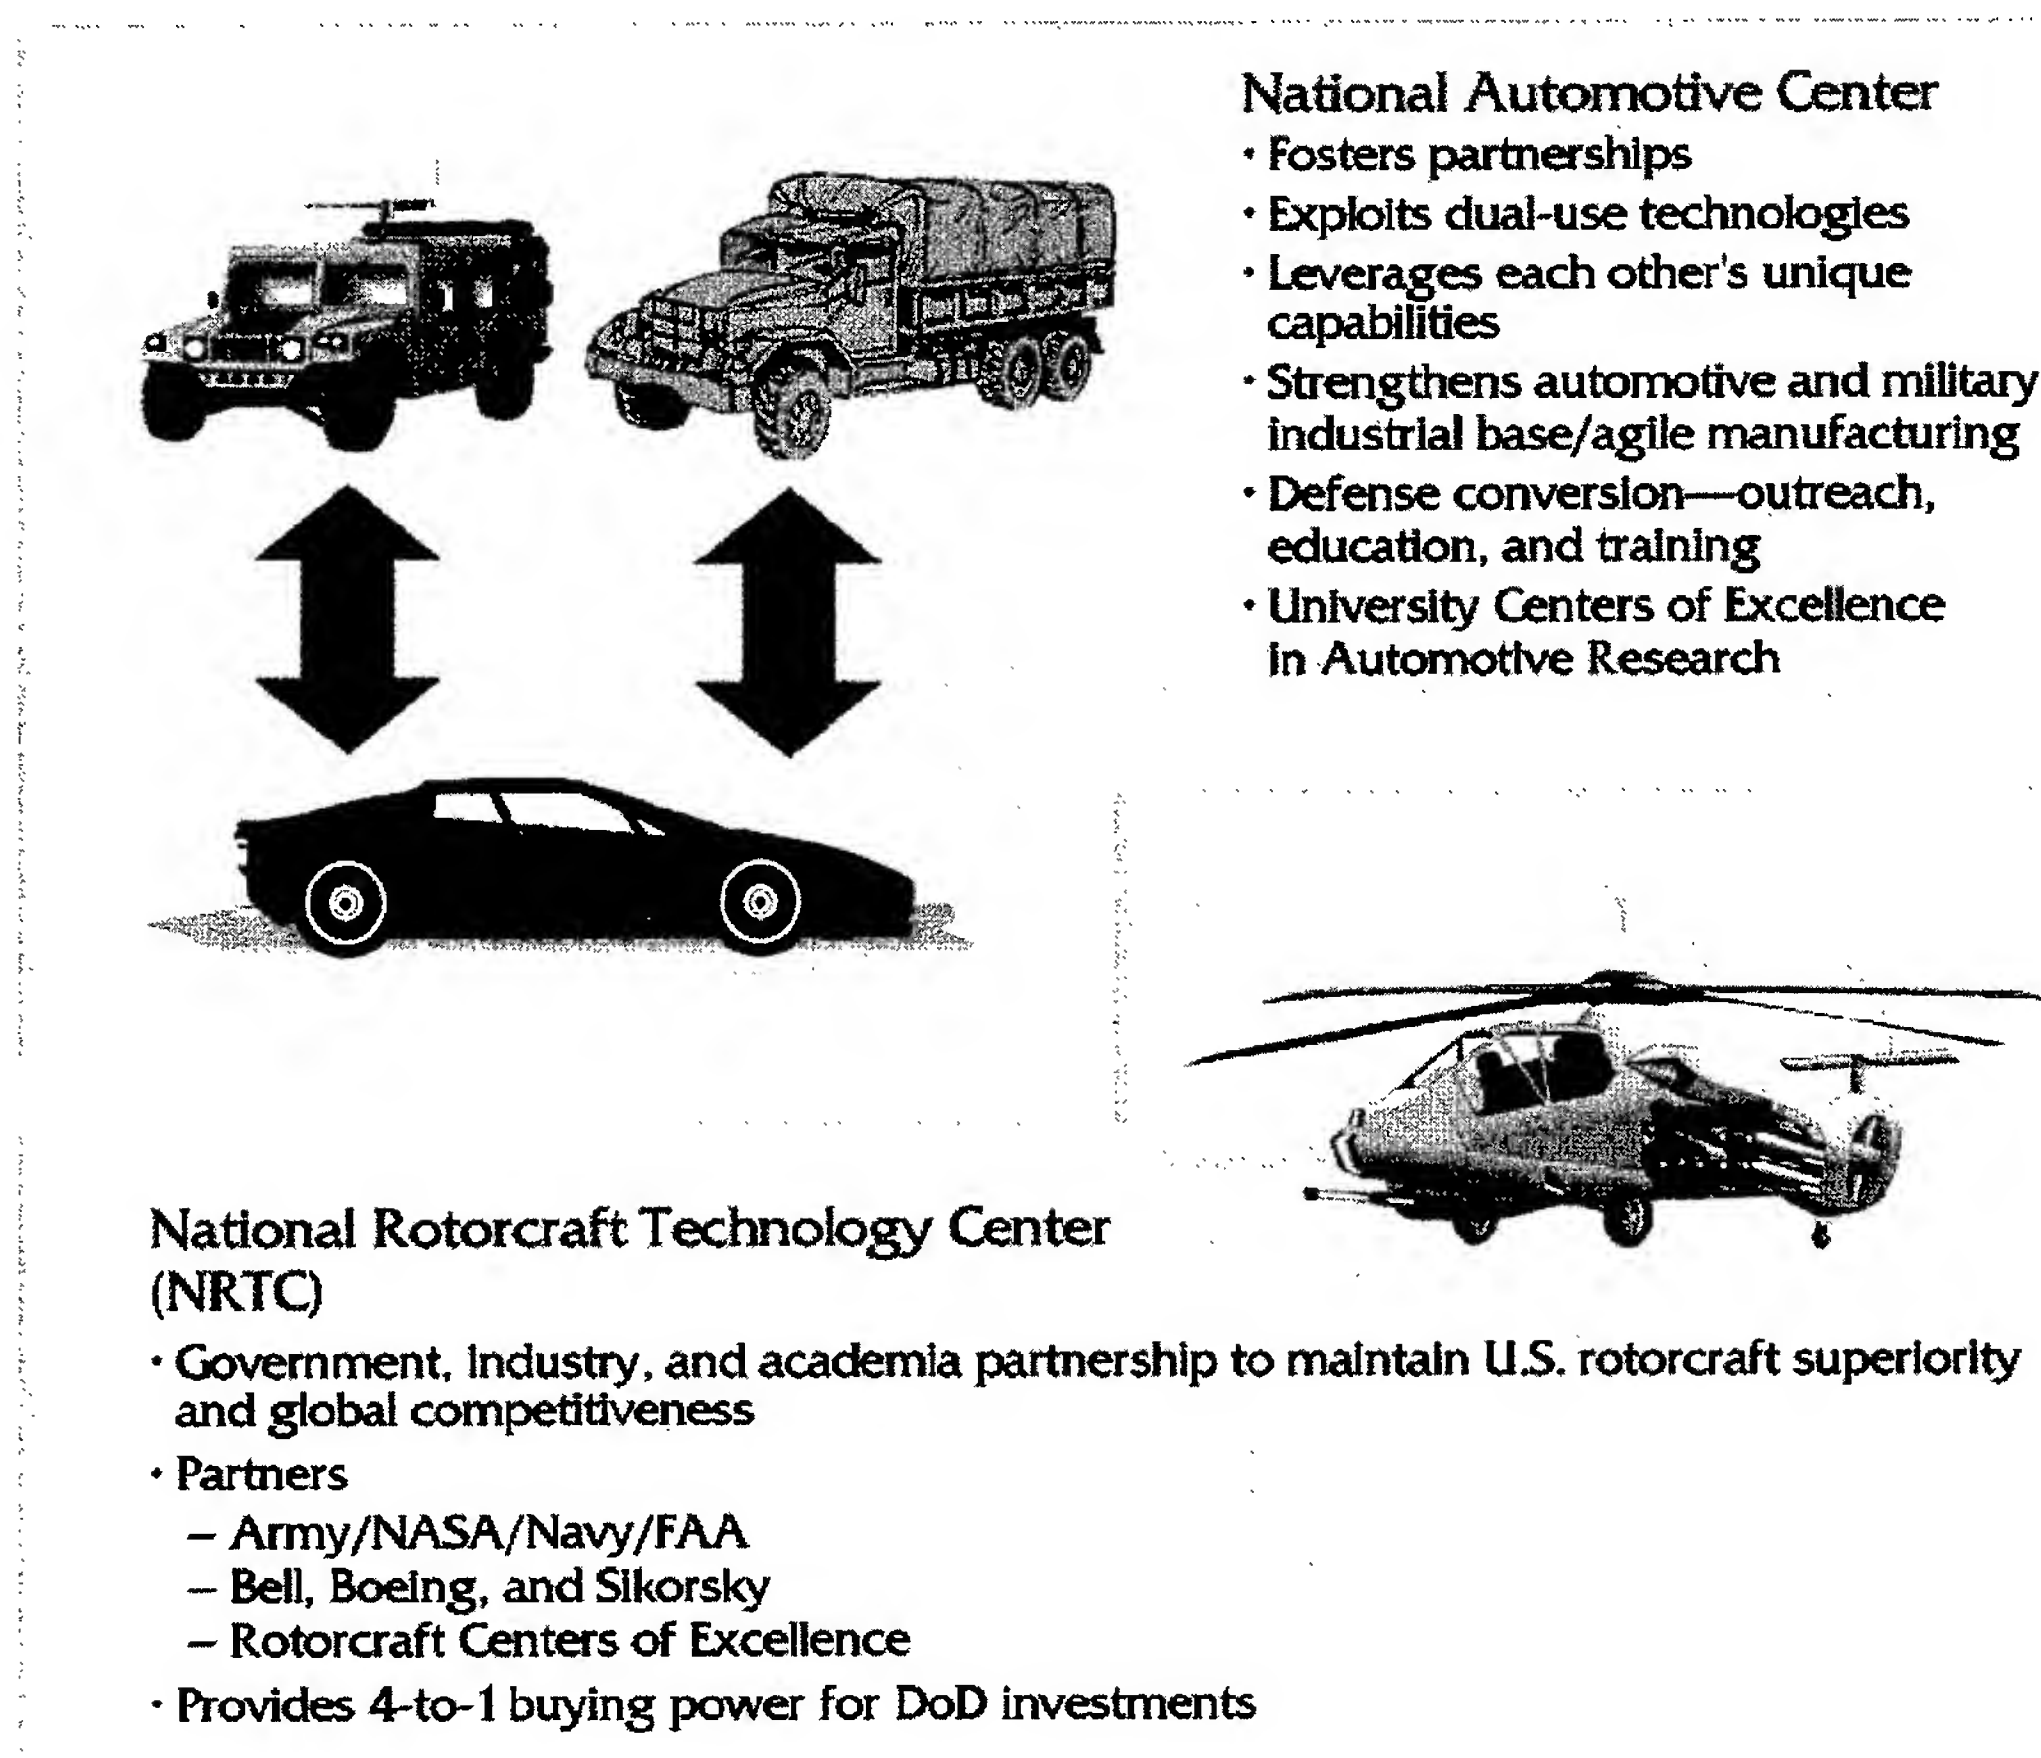 National Automotive Center
• Fosters partnerships
• Exploits dual-use technologies
• Leverages each other's unique
capabilities
• Strengthens automotive and military
industrial base/agile manufacturing
• Defense conversion—outreach,
education, and training
• University Centers of Excellence
in Automotive Research
National Rotorcraft Technology Center
(NRTC)
• Government, industry, and academia partnership to maintain U.S. rotorcraft superiority
and global competitiveness
• Partners
– Army/NASA/Navy/FAA
– Bell, Boeing, and Sikorsky
– Rotorcraft Centers of Excellence
• Provides 4-to-1 buying power for DoD investments